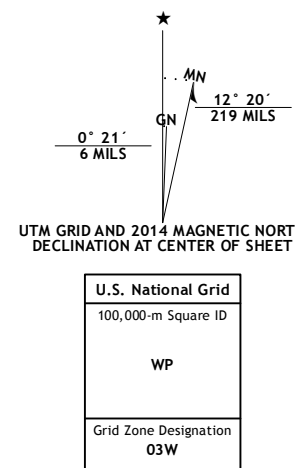 ★
MN
GN
12° 20´
219 MILS
0° 21´
6 MILS
UTM GRID AND 2014 MAGNETIC NORT
DECLINATION AT CENTER OF SHEET
U.S. National Grid
100,000-m Square ID
WP
Grid Zone Designation
03W